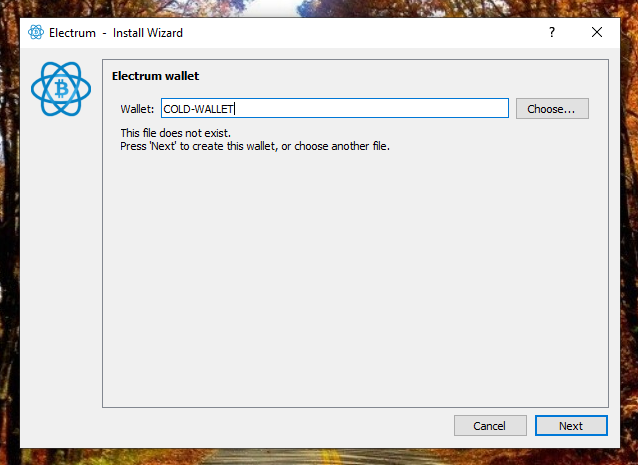 Electrum - Install Wizard
?
Electrum wallet
Wallet: COLD-WALLET Choose...
This file does not exist.
Press 'Next' to create this wallet, or choose another file.
Cancel Next